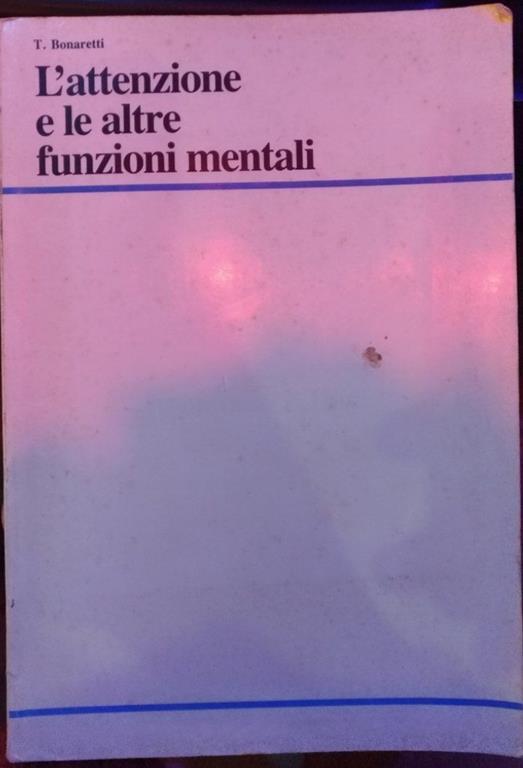 T. Bonaretti
L'attenzione
e le altre
funzioni mentali